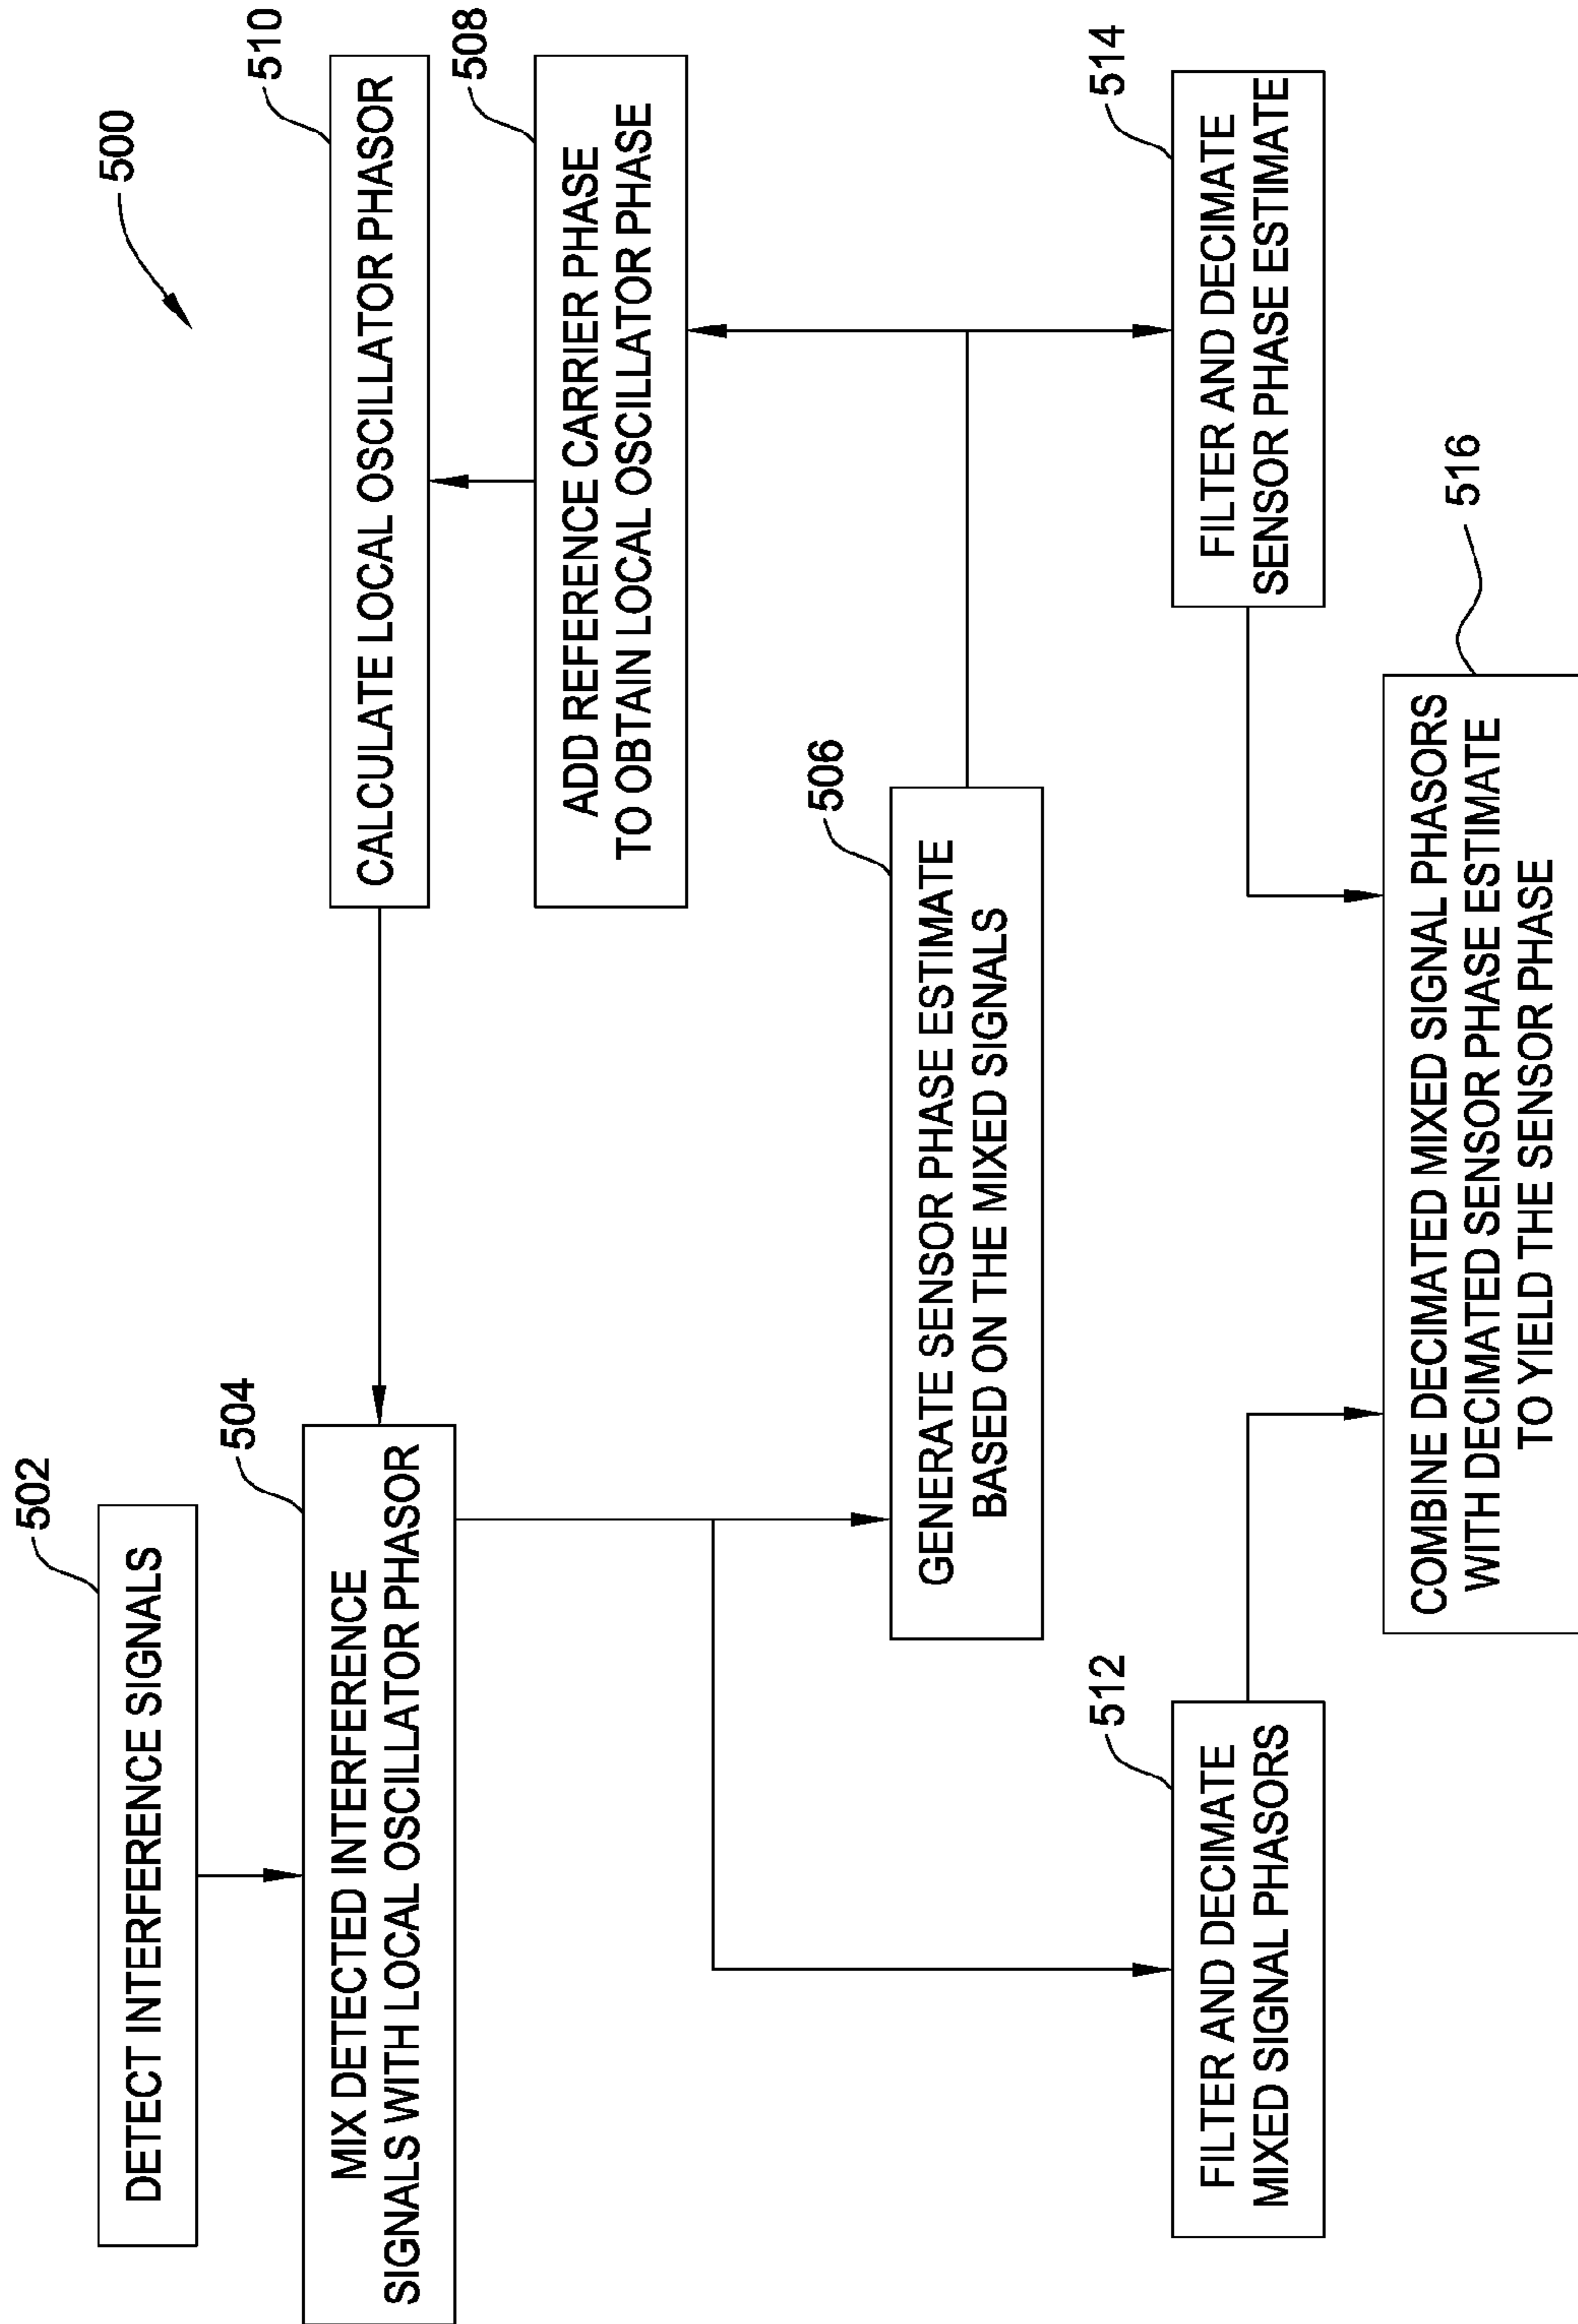 500
502
DETECT INTERFERENCE SIGNALS
504
MIX DETECTED INTERFERENCE
SIGNALS WITH LOCAL OSCILLATOR PHASOR
510
CALCULATE LOCAL OSCILLATOR PHASOR
508
ADD REFERENCE CARRIER PHASE
TO OBTAIN LOCAL OSCILLATOR PHASE
506
GENERATE SENSOR PHASE ESTIMATE
BASED ON THE MIXED SIGNALS
512
FILTER AND DECIMATE
MIXED SIGNAL PHASORS
514
FILTER AND DECIMATE
SENSOR PHASE ESTIMATE
516
COMBINE DECIMATED MIXED SIGNAL PHASORS
WITH DECIMATED SENSOR PHASE ESTIMATE
TO YIELD THE SENSOR PHASE